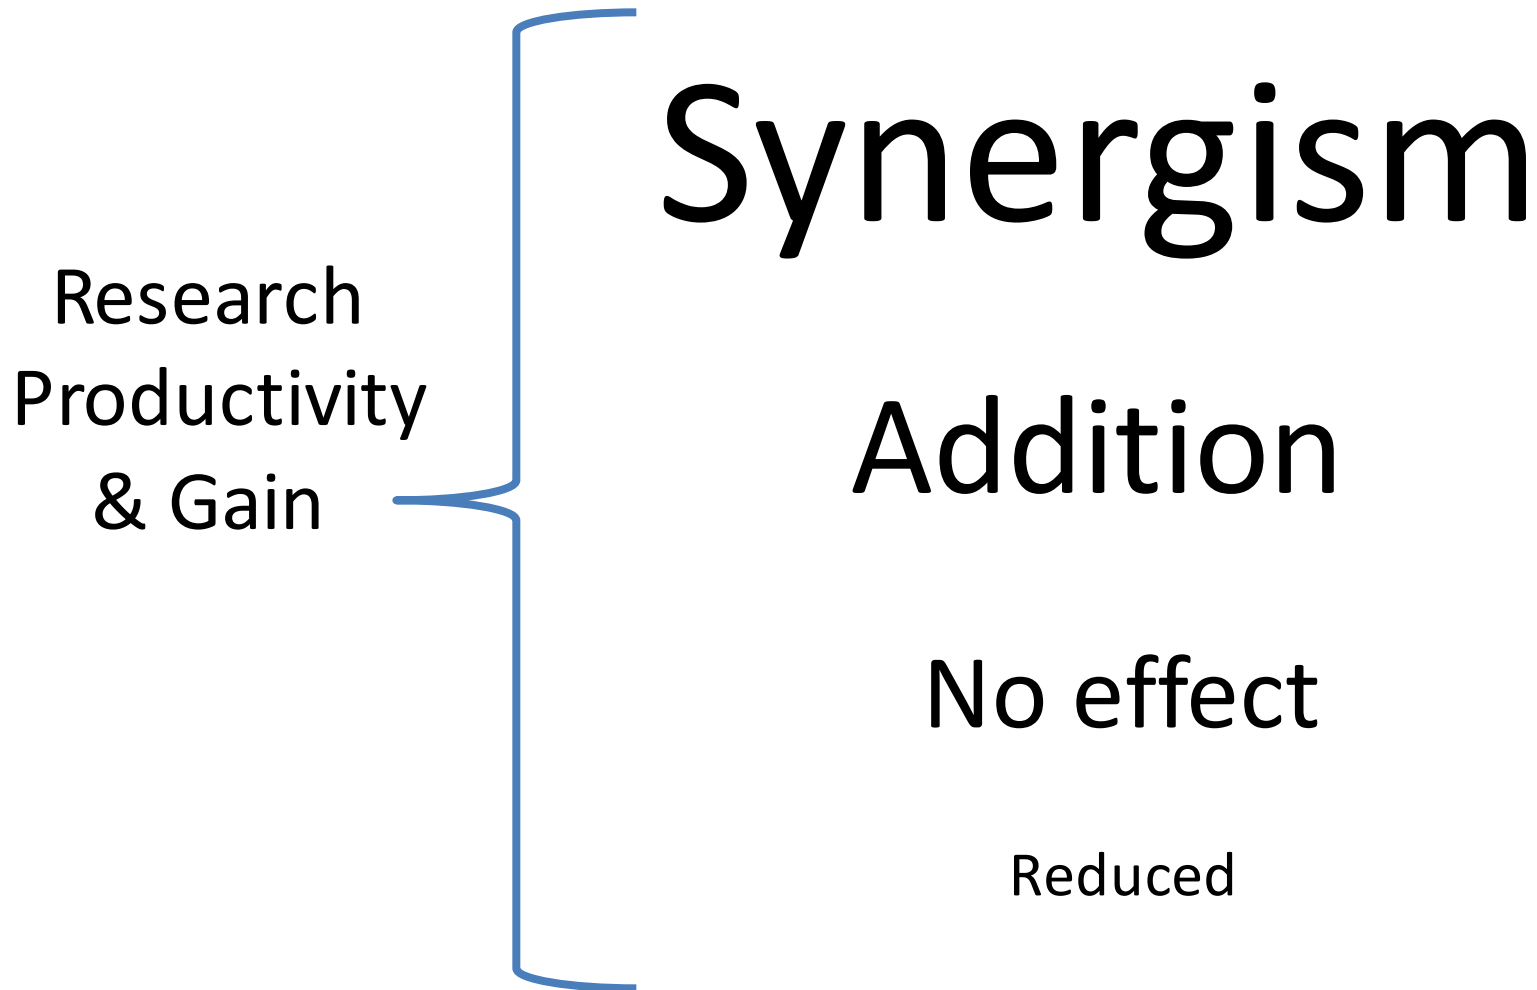 Research
Productivity
& Gain
Synergism
Addition
No effect
Reduced